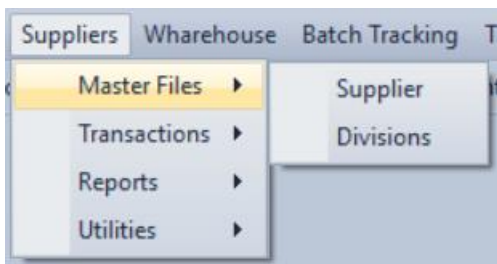 Suppliers Wharehouse Batch Tracking T
Master Files Supplier
Transactions Divisions
Reports
Utilities